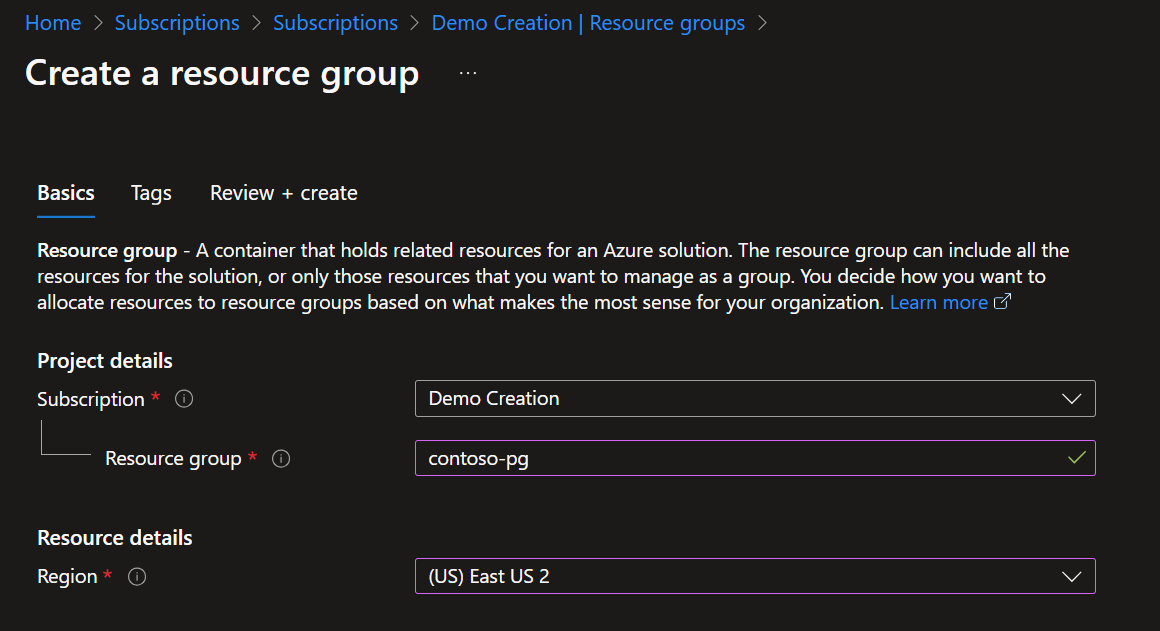 Home > Subscriptions > Subscriptions > Demo Creation | Resource groups >
Create a resource group ...
Basics Tags Review + create
Resource group - A container that holds related resources for an Azure solution. The resource group can include all the
resources for the solution, or only those resources that you want to manage as a group. You decide how you want to
allocate resources to resource groups based on what makes the most sense for your organization. Learn more
Project details
Subscription * Demo Creation
Resource group * contoso-pg
Resource details
Region * (US) East US 2